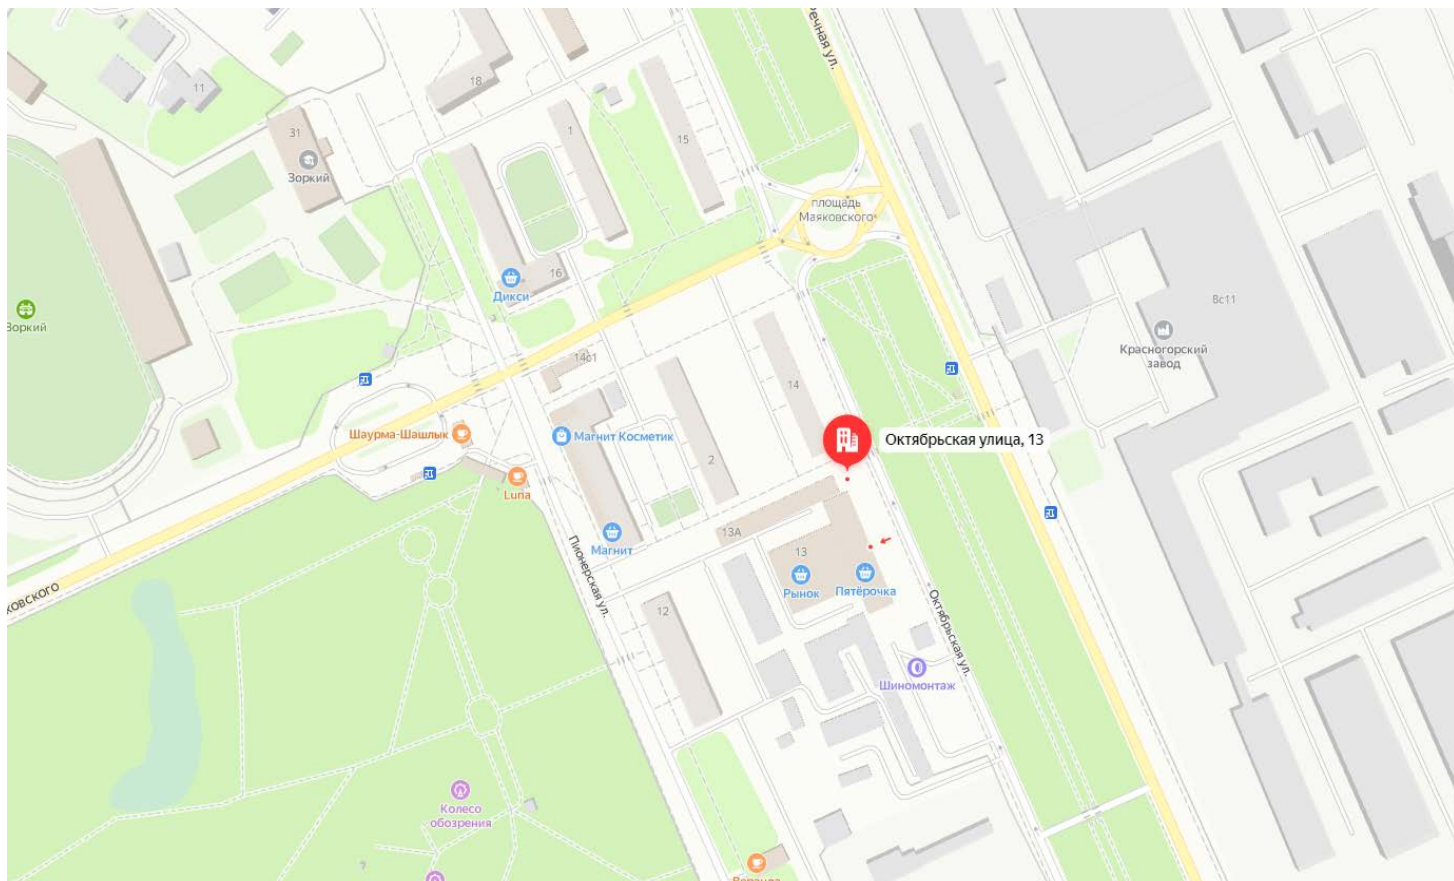 Речная ул.
18
11
31
Зоркий
1
15
площадь
Маяковского
16
Дикси
Зоркий
Вс11
Красногорский
завод
14с1
14
Шаурма-Шашлык
Магнит Косметик
Октябрьская улица, 13
2
Luna
13А
Магнит
13
Рынок
Пятёрочка
Пионерская ул.
ковского
12
Октябрьская ул.
Шиномонтаж
Колесо
обозрения
Веранда